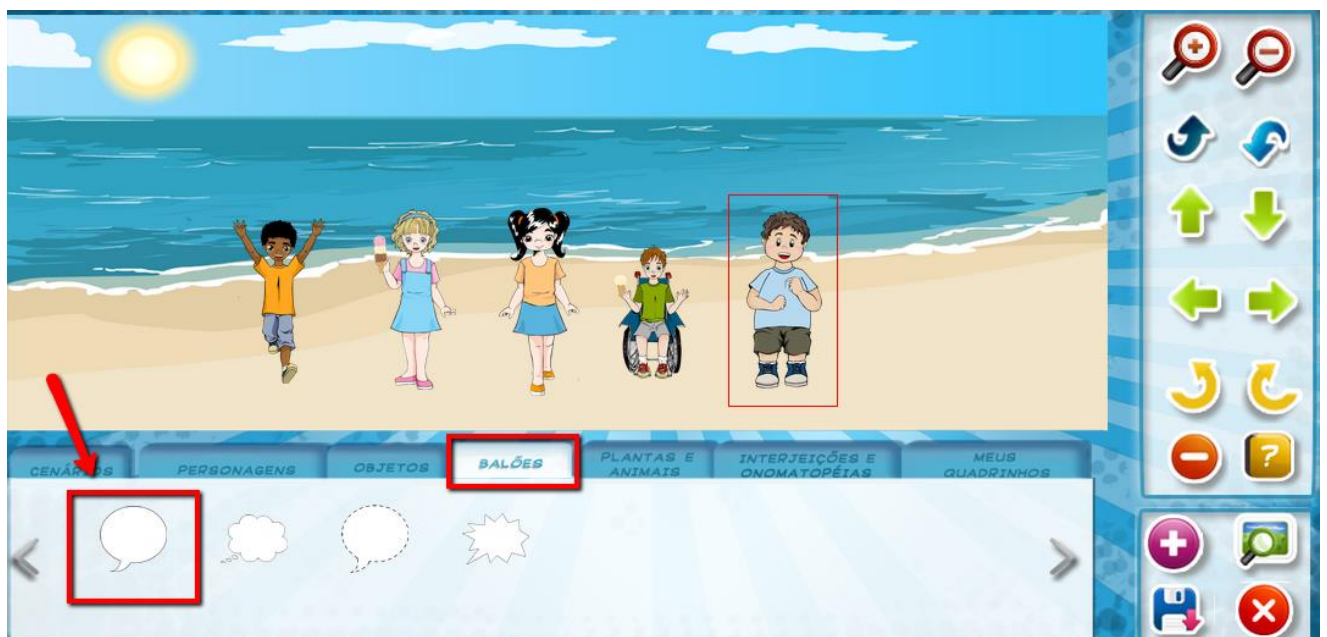 CENÁRIOS
PERSONAGENS
OBJETOS
BALÕES
PLANTAS E
ANIMAIS
INTERJEIÇÕES E
ONOMATOPÉIAS
MEUS
QUADRINHOS
?